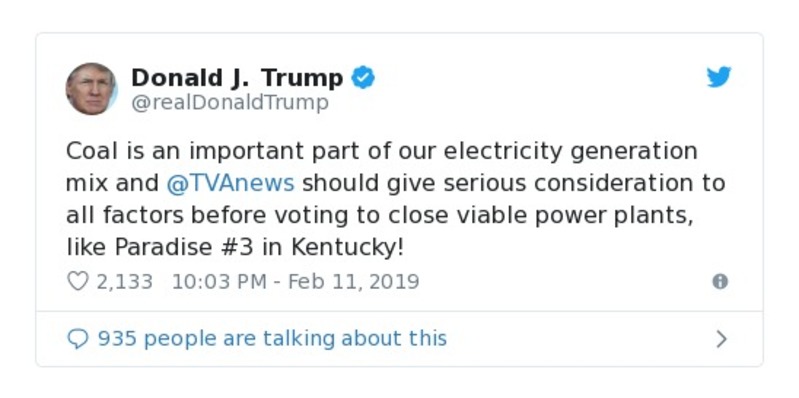 Donald J. Trump
@realDonaldTrump
Coal is an important part of our electricity generation
mix and @TVAnews should give serious consideration to
all factors before voting to close viable power plants,
like Paradise #3 in Kentucky!
2,133 10:03 PM - Feb 11, 2019
935 people are talking about this